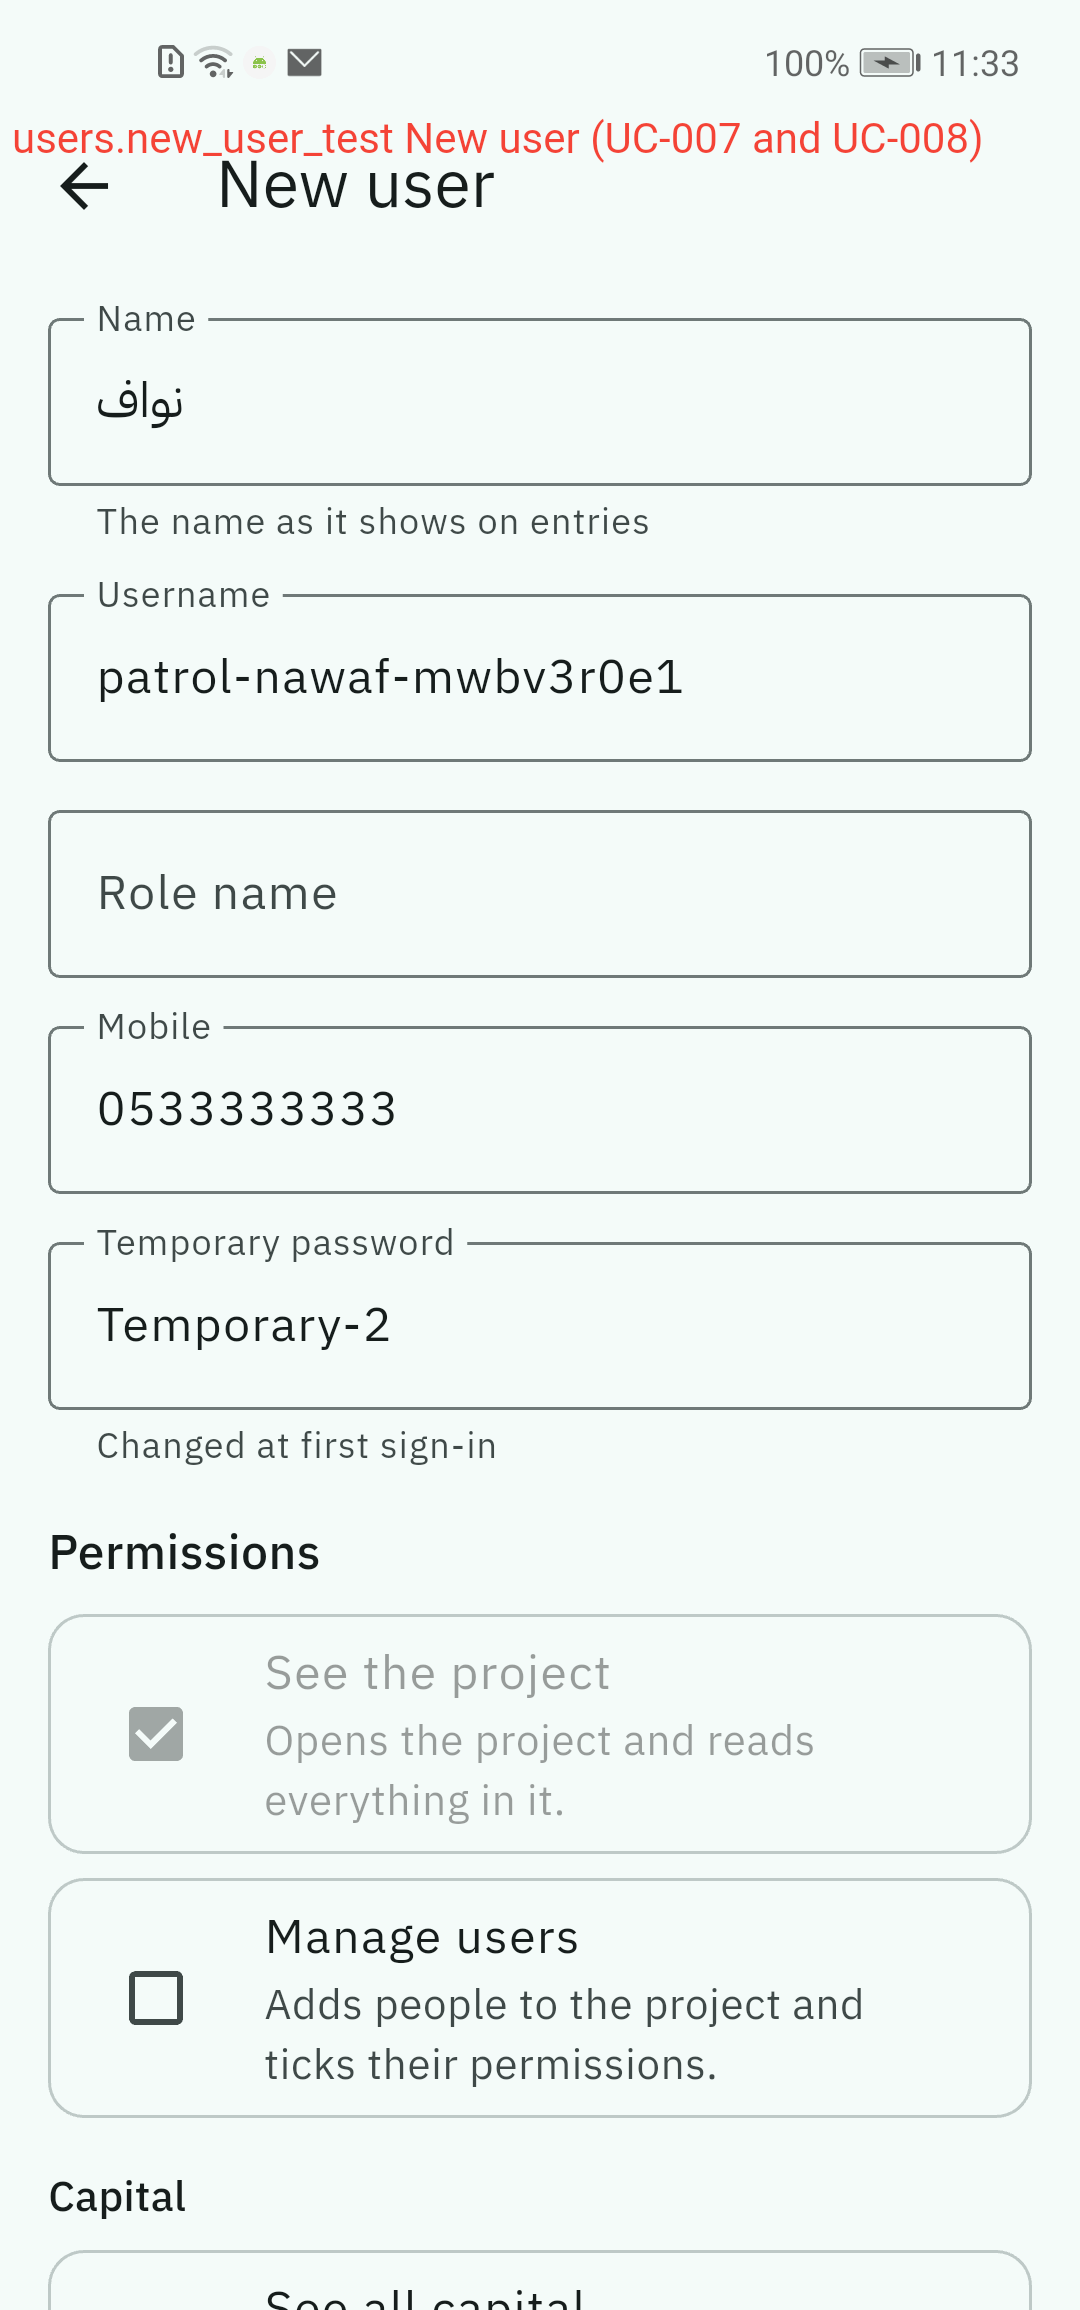 100% 11:33
users.new_user_test New user (UC-007 and UC-008)
New user
Name
نواف
The name as it shows on entries
Username
patrol-nawaf-mwbv3r0e1
Role name
Mobile
0533333333
Temporary password
Temporary-2
Changed at first sign-in
Permissions
See the project
Opens the project and reads
everything in it.
Manage users
Adds people to the project and
ticks their permissions.
Capital
See all capital